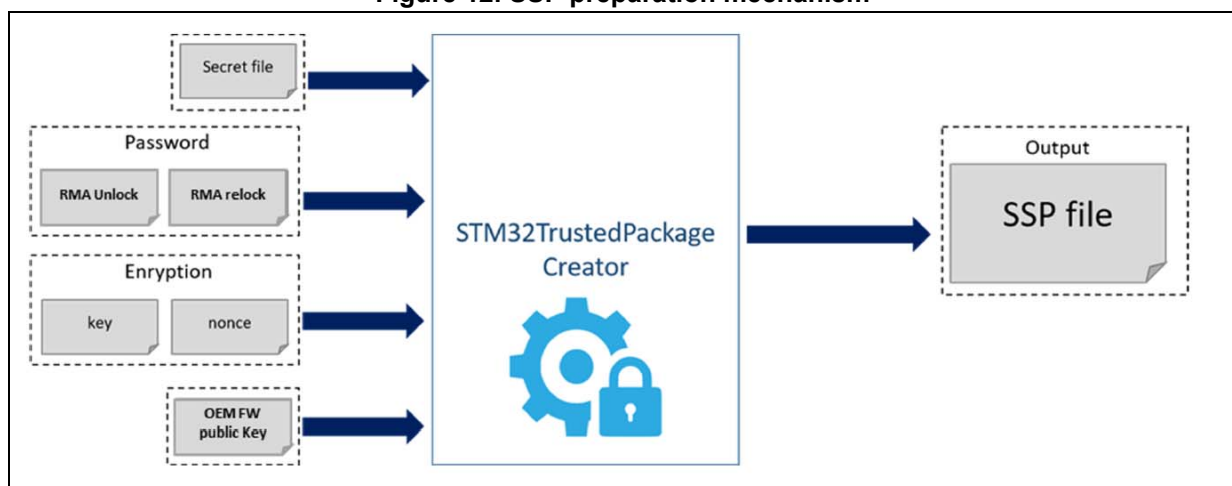 Secret file
Password
RMA Unlock
RMA relock
Enryption
key
nonce
OEM FW
public Key
STM32TrustedPackage
Creator
Output
SSP file